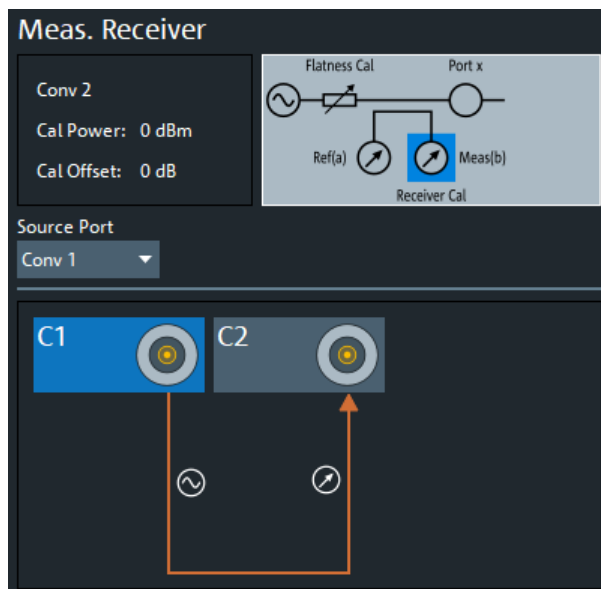 Meas. Receiver
Conv 2
Cal Power: 0 dBm
Cal Offset: 0 dB
Flatness Cal
Port x
Ref(a)
Meas(b)
Receiver Cal
Source Port
Conv 1
C1
C2